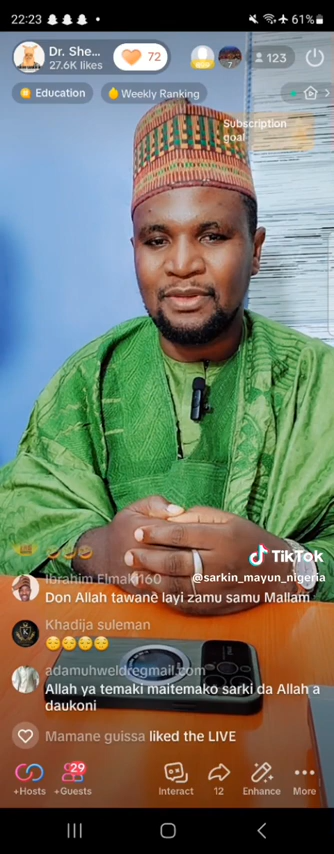 22:23
61%
Dr. She...
27.6K likes
72
7
123
Education
Weekly Ranking
Subscription
goal
TikTok
@sarkin_mayun_nigeria
Ibrahim Elmaki160
Don Allah tawanè layi zamu samu Mallam
Khadija suleman
adamuhweldregmail.com
Allah ya temaki maitemako sarki da Allah a
daukoni
Mamane guissa liked the LIVE
29
+Hosts
+Guests
Interact
12
Enhance
More